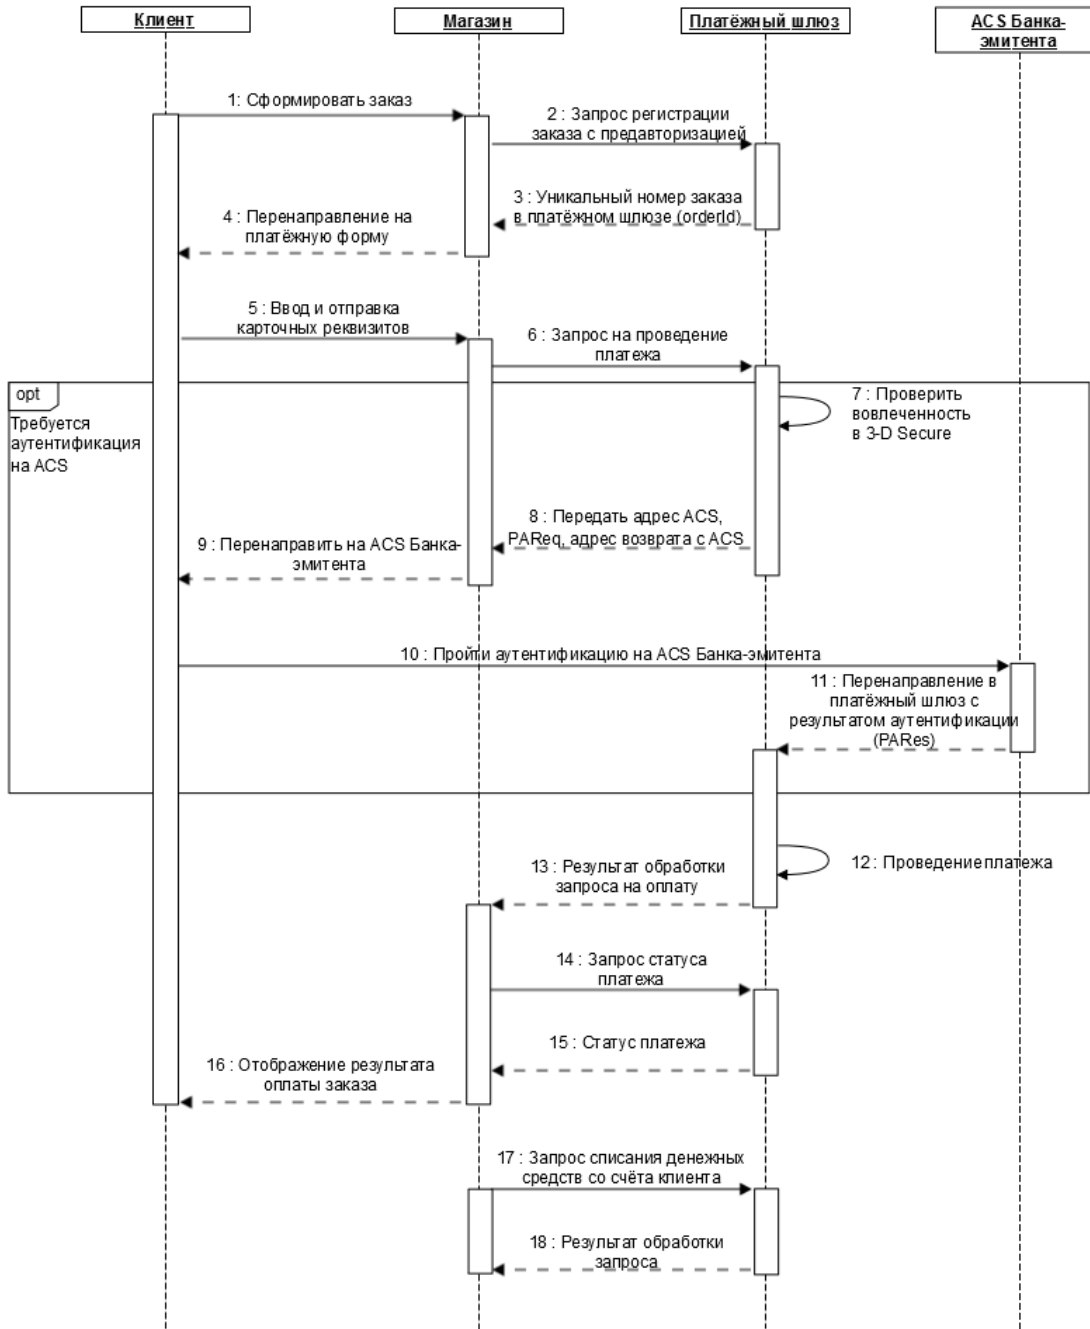 Клиент
Магазин
Платёжный шлюз
ACS Банка-
эмитента
1: Сформировать заказ
2 : Запрос регистрации
заказа с предавторизацией
3 : Уникальный номер заказа
в платёжном шлюзе (orderId)
4 : Перенаправление на
платёжную форму
5 : Ввод и отправка
карточных реквизитов
6 : Запрос на проведение
платежа
opt
Требуется
аутентификация
на ACS
7 : Проверить
вовлеченность
в 3-D Secure
8 : Передать адрес ACS,
PAReq, адрес возврата с ACS
9 : Перенаправить на ACS Банка-
эмитента
10 : Пройти аутентификацию на ACS Банка-эмитента
11 : Перенаправление в
платёжный шлюз с
результатом аутентификации
(PARes)
12 : Проведение платежа
13 : Результат обработки
запроса на оплату
14 : Запрос статуса
платежа
15 : Статус платежа
16 : Отображение результата
оплаты заказа
17 : Запрос списания денежных
средств со счёта клиента
18 : Результат обработки
запроса